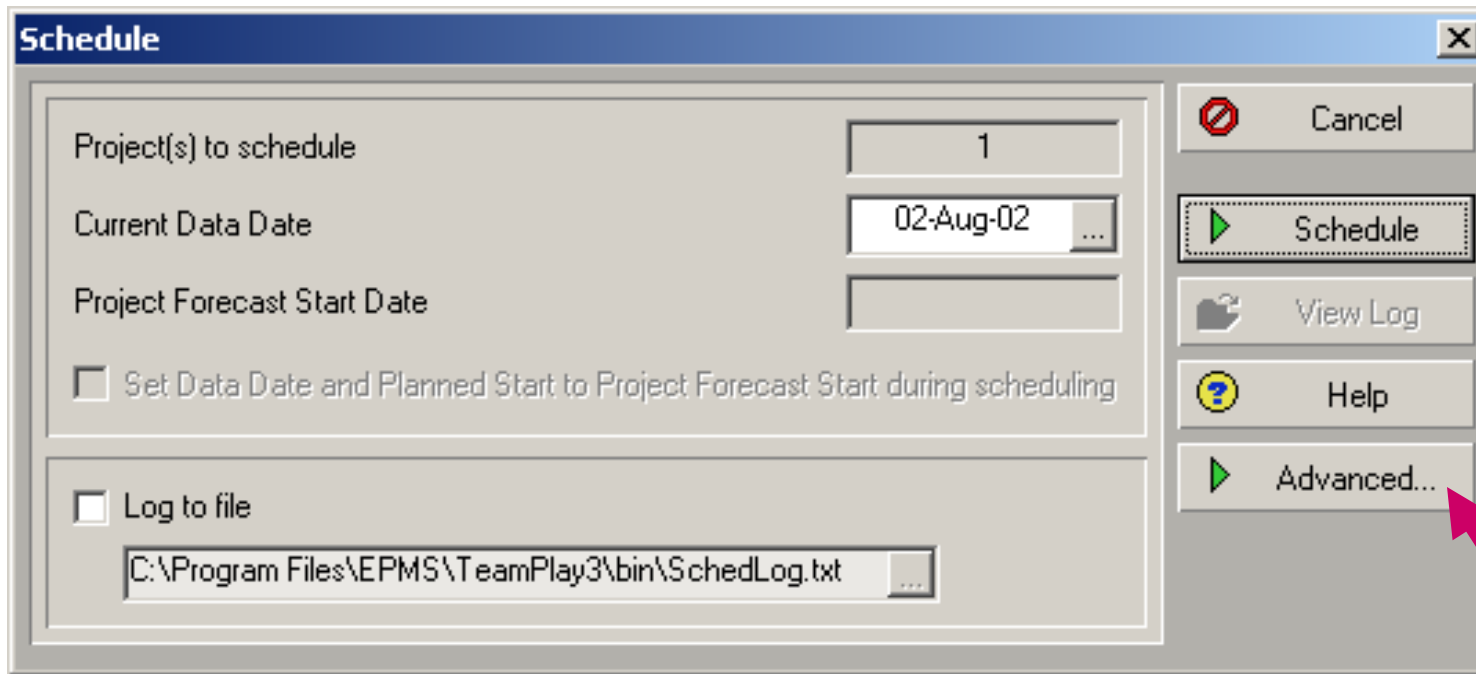 Schedule
Project(s) to schedule
1
Current Data Date
02-Aug-02
...
Project Forecast Start Date
Set Data Date and Planned Start to Project Forecast Start during scheduling
Log to file
C:\Program Files\EPMS\TeamPlay3\bin\SchedLog.txt
...
Cancel
Schedule
View Log
Help
Advanced...